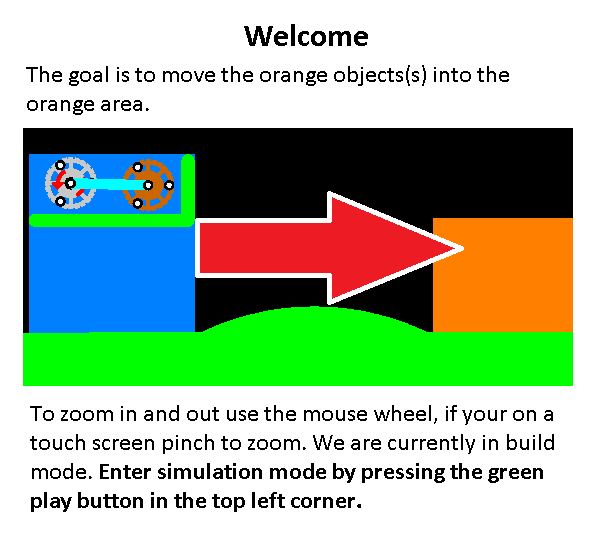 Welcome
The goal is to move the orange objects(s) into the
orange area.
To zoom in and out use the mouse wheel, if your on a
touch screen pinch to zoom. We are currently in build
mode. Enter simulation mode by pressing the green
play button in the top left corner.